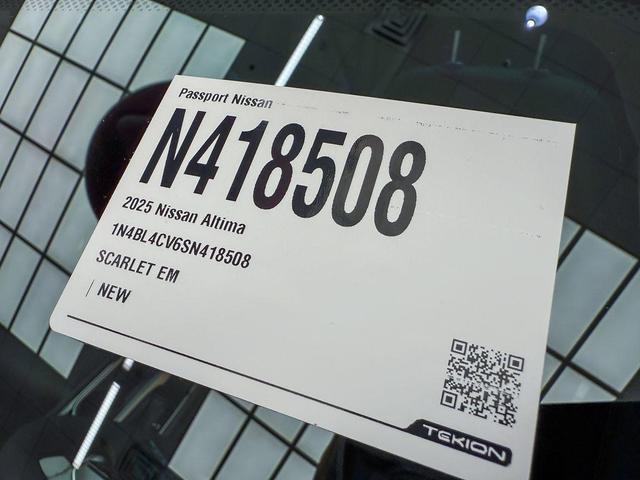 Passport Nissan
N418508
2025 Nissan Altima
1N4BL4CV6SN418508
SCARLET EM
NEW
TEKION